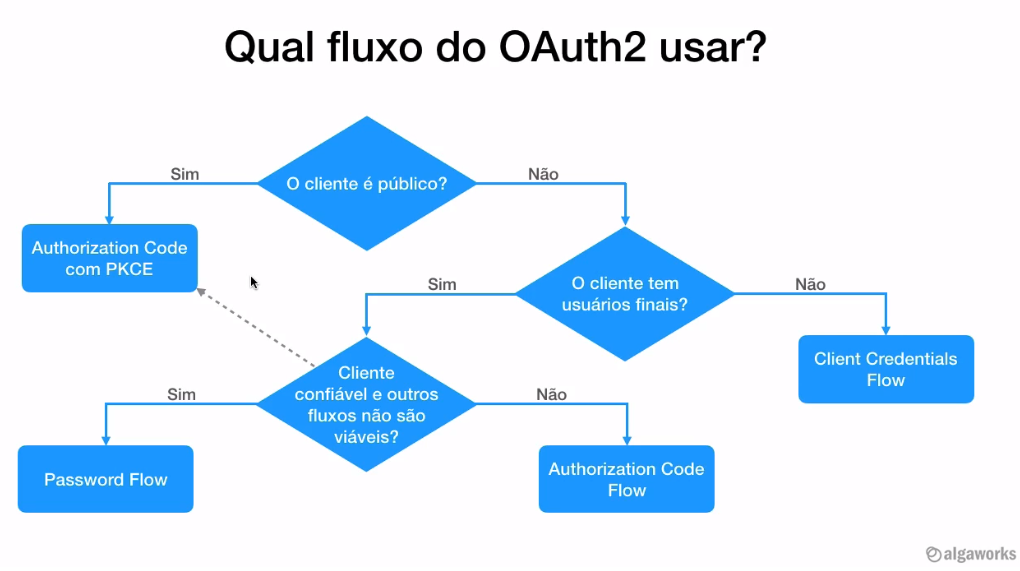 Qual fluxo do OAuth2 usar?
Sim
O cliente é público?
Não
Authorization Code
com PKCE
Sim
O cliente tem
usuários finais?
Não
Client Credentials
Flow
Sim
Cliente
confiável e outros
fluxos não são
viáveis?
Não
Password Flow
Authorization Code
Flow
algaworks